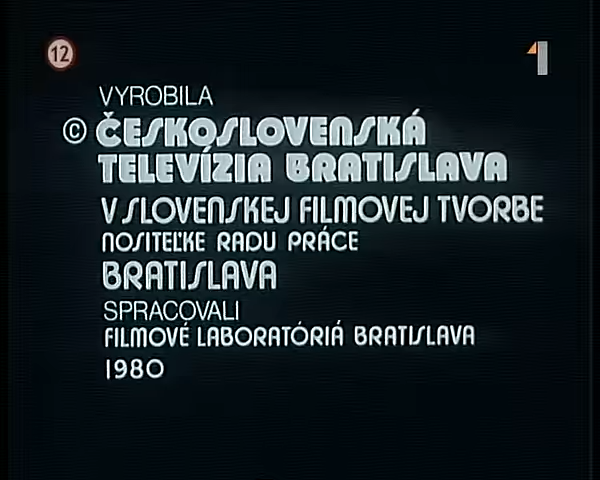 12
1
VYROBILA
© ČESKOSLOVENSKÁ
TELEVÍZIA BRATISLAVA
V SLOVENSKEJ FILMOVEJ TVORBE
NOSITEĽKE RADU PRÁCE
BRATISLAVA
SPRACOVALI
FILMOVÉ LABORATÓRIÁ BRATISLAVA
1980